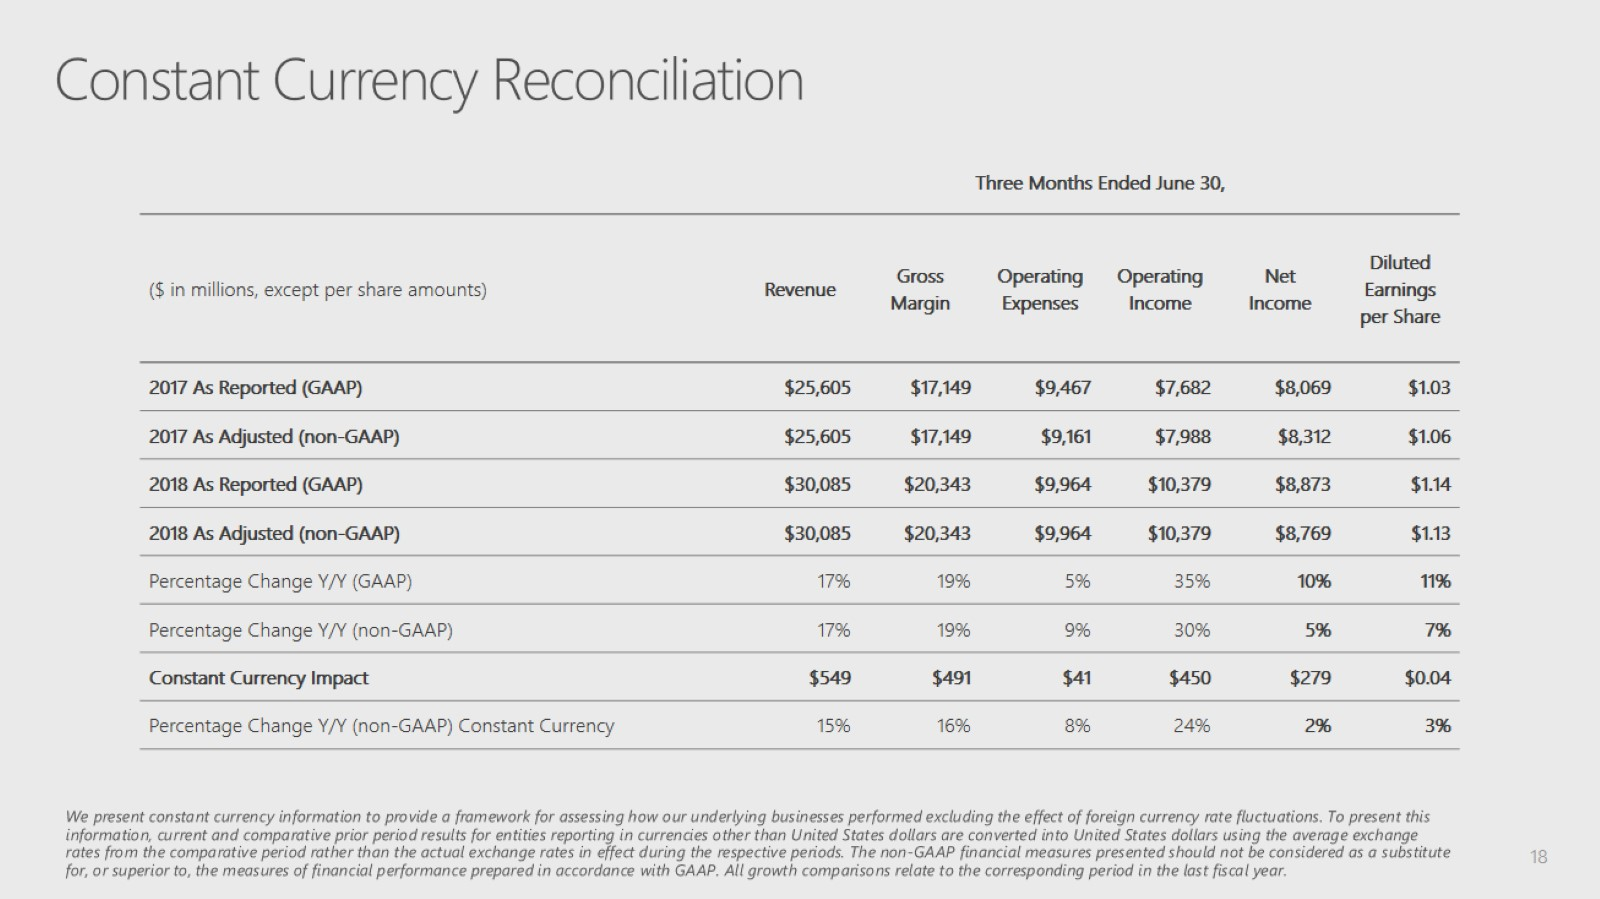 Constant Currency Reconciliation
Three Months Ended June 30,
($ in millions, except per share amounts) Revenue Gross Margin Operating Expenses Operating Income Net Income Diluted Earnings per Share
2017 As Reported (GAAP) $25,605 $17,149 $9,467 $7,682 $8,069 $1.03
2017 As Adjusted (non-GAAP) $25,605 $17,149 $9,161 $7,988 $8,312 $1.06
2018 As Reported (GAAP) $30,085 $20,343 $9,964 $10,379 $8,873 $1.14
2018 As Adjusted (non-GAAP) $30,085 $20,343 $9,964 $10,379 $8,769 $1.13
Percentage Change Y/Y (GAAP) 17% 19% 5% 35% 10% 11%
Percentage Change Y/Y (non-GAAP) 17% 19% 9% 30% 5% 7%
Constant Currency Impact $549 $491 $41 $450 $279 $0.04
Percentage Change Y/Y (non-GAAP) Constant Currency 15% 16% 8% 24% 2% 3%
We present constant currency information to provide a framework for assessing how our underlying businesses performed excluding the effect of foreign currency rate fluctuations. To present this
information, current and comparative prior period results for entities reporting in currencies other than United States dollars are converted into United States dollars using the average exchange
rates from the comparative period rather than the actual exchange rates in effect during the respective periods. The non-GAAP financial measures presented should not be considered as a substitute
for, or superior to, the measures of financial performance prepared in accordance with GAAP. All growth comparisons relate to the corresponding period in the last fiscal year.
18